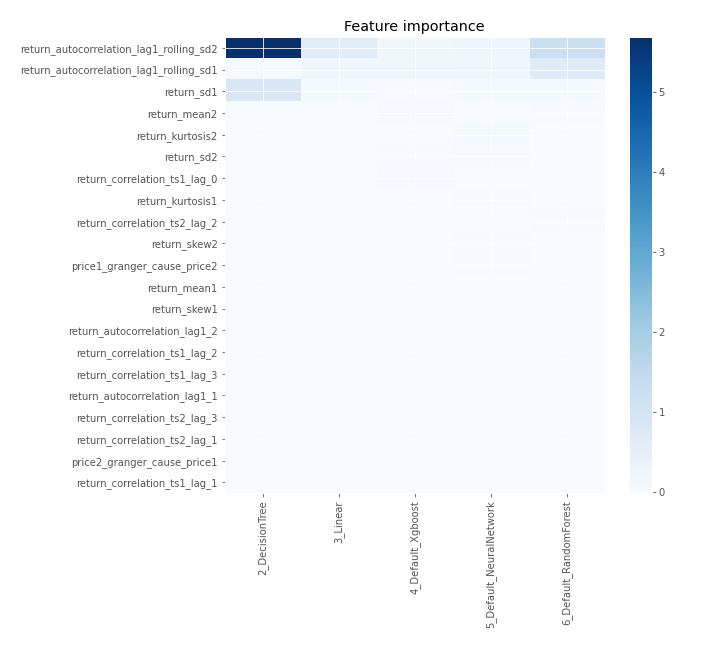 Feature importance
return_autocorrelation_lag1_rolling_sd2
return_autocorrelation_lag1_rolling_sd1
return_sd1
return_mean2
return_kurtosis2
return_sd2
return_correlation_ts1_lag_0
return_kurtosis1
return_correlation_ts2_lag_2
return_skew2
price1_granger_cause_price2
return_mean1
return_skew1
return_autocorrelation_lag1_2
return_correlation_ts1_lag_2
return_correlation_ts1_lag_3
return_autocorrelation_lag1_1
return_correlation_ts2_lag_3
return_correlation_ts2_lag_1
price2_granger_cause_price1
return_correlation_ts1_lag_1
2_DecisionTree
3_Linear
4_Default_Xgboost
5_Default_NeuralNetwork
6_Default_RandomForest
5
4
3
2
1
0